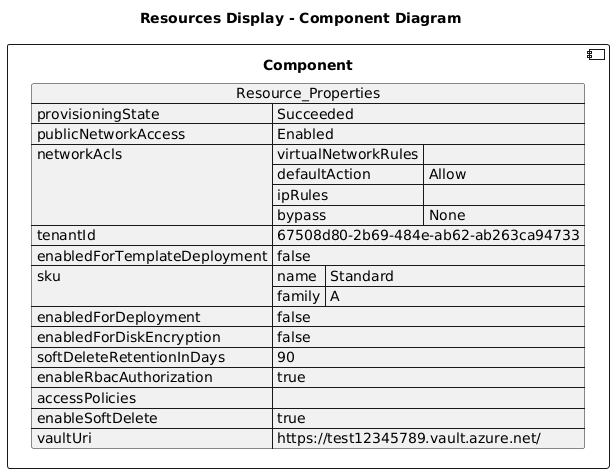 Resources Display - Component Diagram
Component
Resource_Properties
provisioningState Succeeded
publicNetworkAccess Enabled
networkAcls virtualNetworkRules
defaultAction Allow
ipRules
bypass None
tenantId 67508d80-2b69-484e-ab62-ab263ca94733
enabledForTemplateDeployment false
sku name Standard
family A
enabledForDeployment false
enabledForDiskEncryption false
softDeleteRetentionInDays 90
enableRbacAuthorization true
accessPolicies
enableSoftDelete true
vaultUri https://test12345789.vault.azure.net/